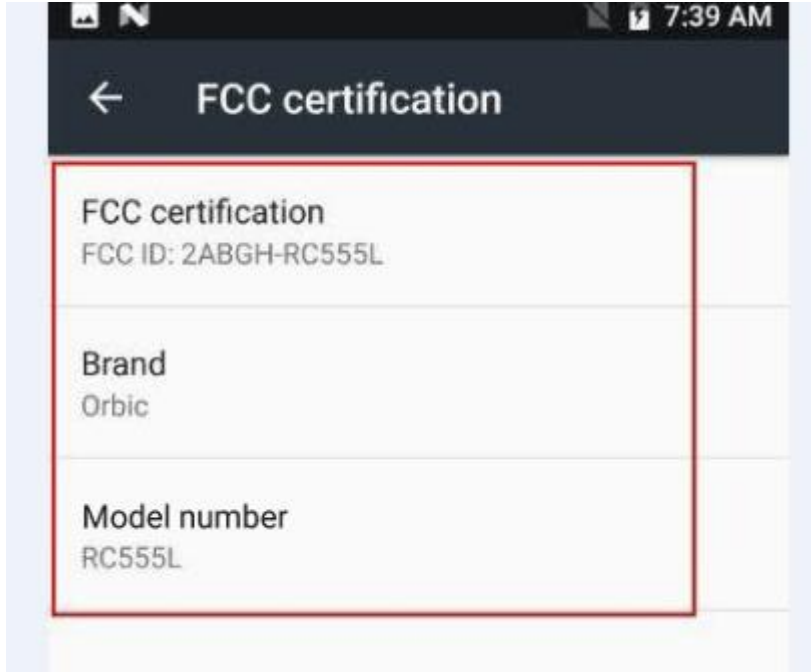 7:39 AM
FCC certification
FCC certification
FCC ID: 2ABGH-RC555L
Brand
Orbic
Model number
RC555L